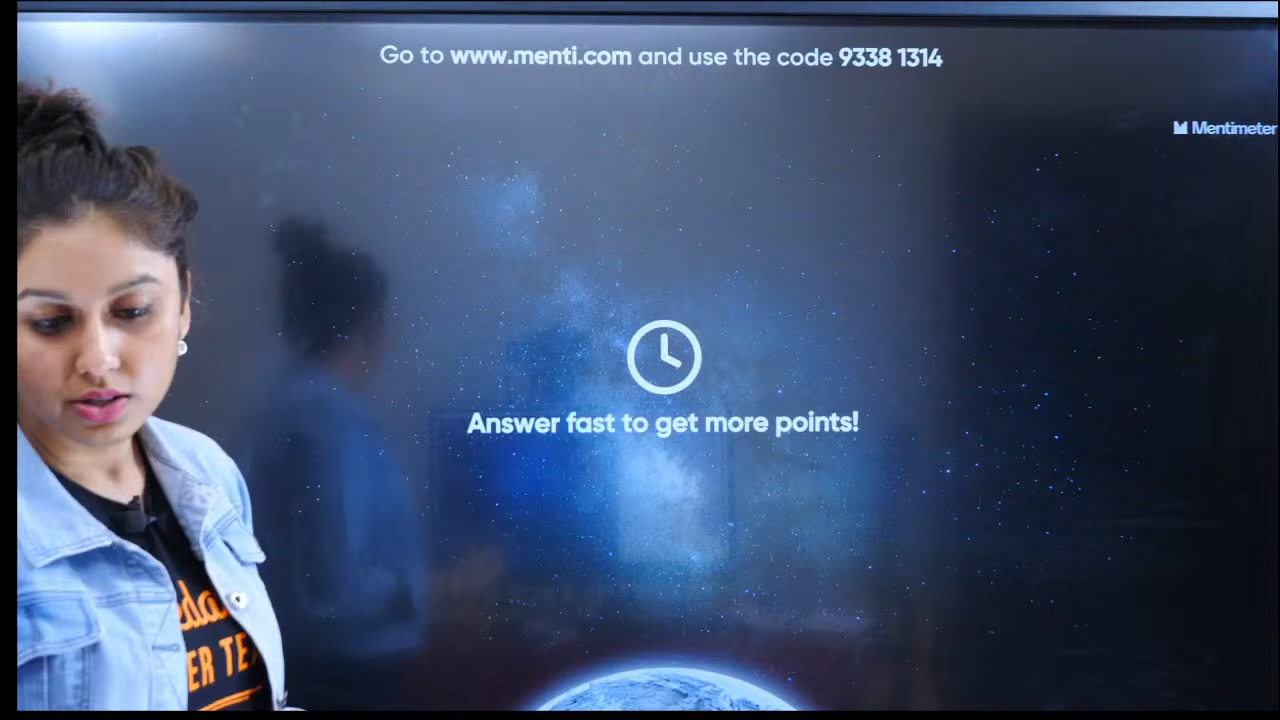 Go to www.menti.com and use the code 9338 1314
Mentimeter
Answer fast to get more points!